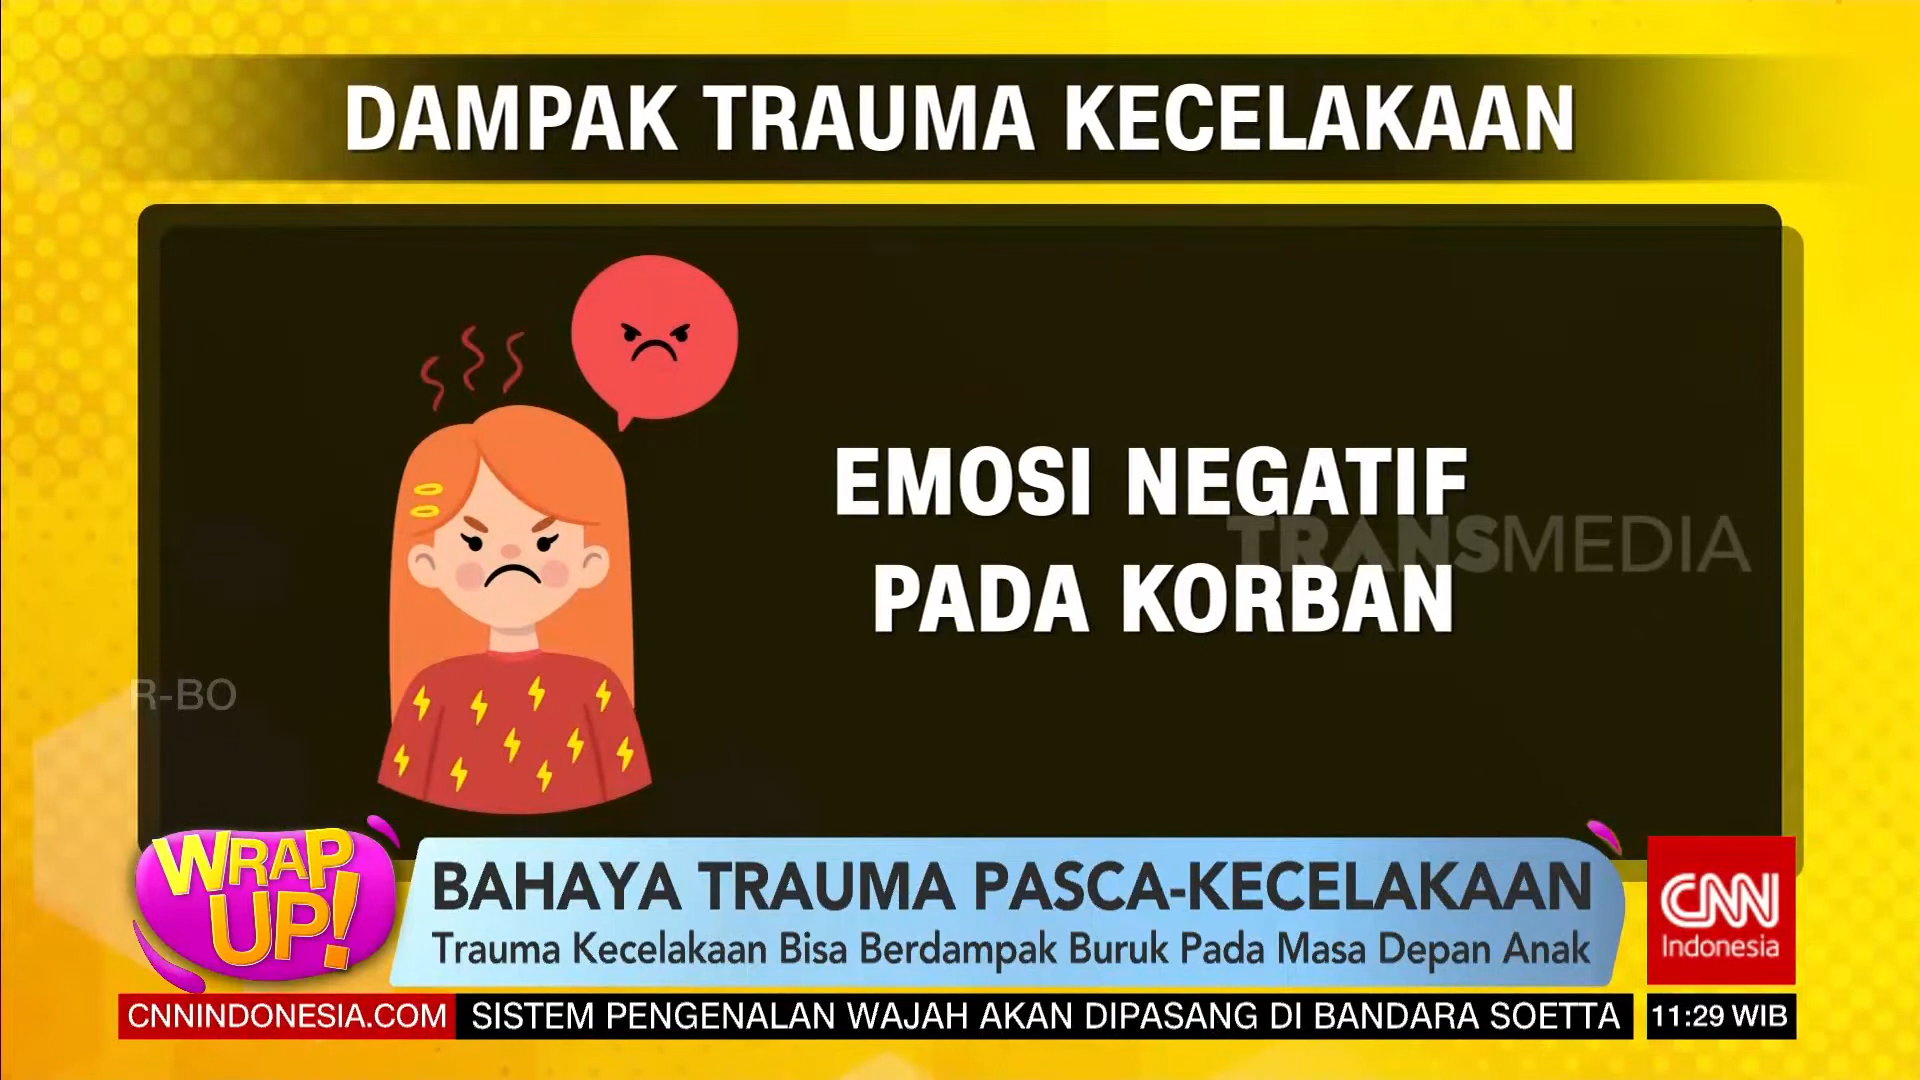 DAMPAK TRAUMA KECELAKAAN
EMOSI NEGATIF
PADA KORBAN
TRANSMEDIA
R-BO
WRAP
UP!
BAHAYA TRAUMA PASCA-KECELAKAAN
Trauma Kecelakaan Bisa Berdampak Buruk Pada Masa Depan Anak
CNN
Indonesia
CNNINDONESIA.COM
SISTEM PENGENALAN WAJAH AKAN DIPASANG DI BANDARA SOETTA
11:29 WIB